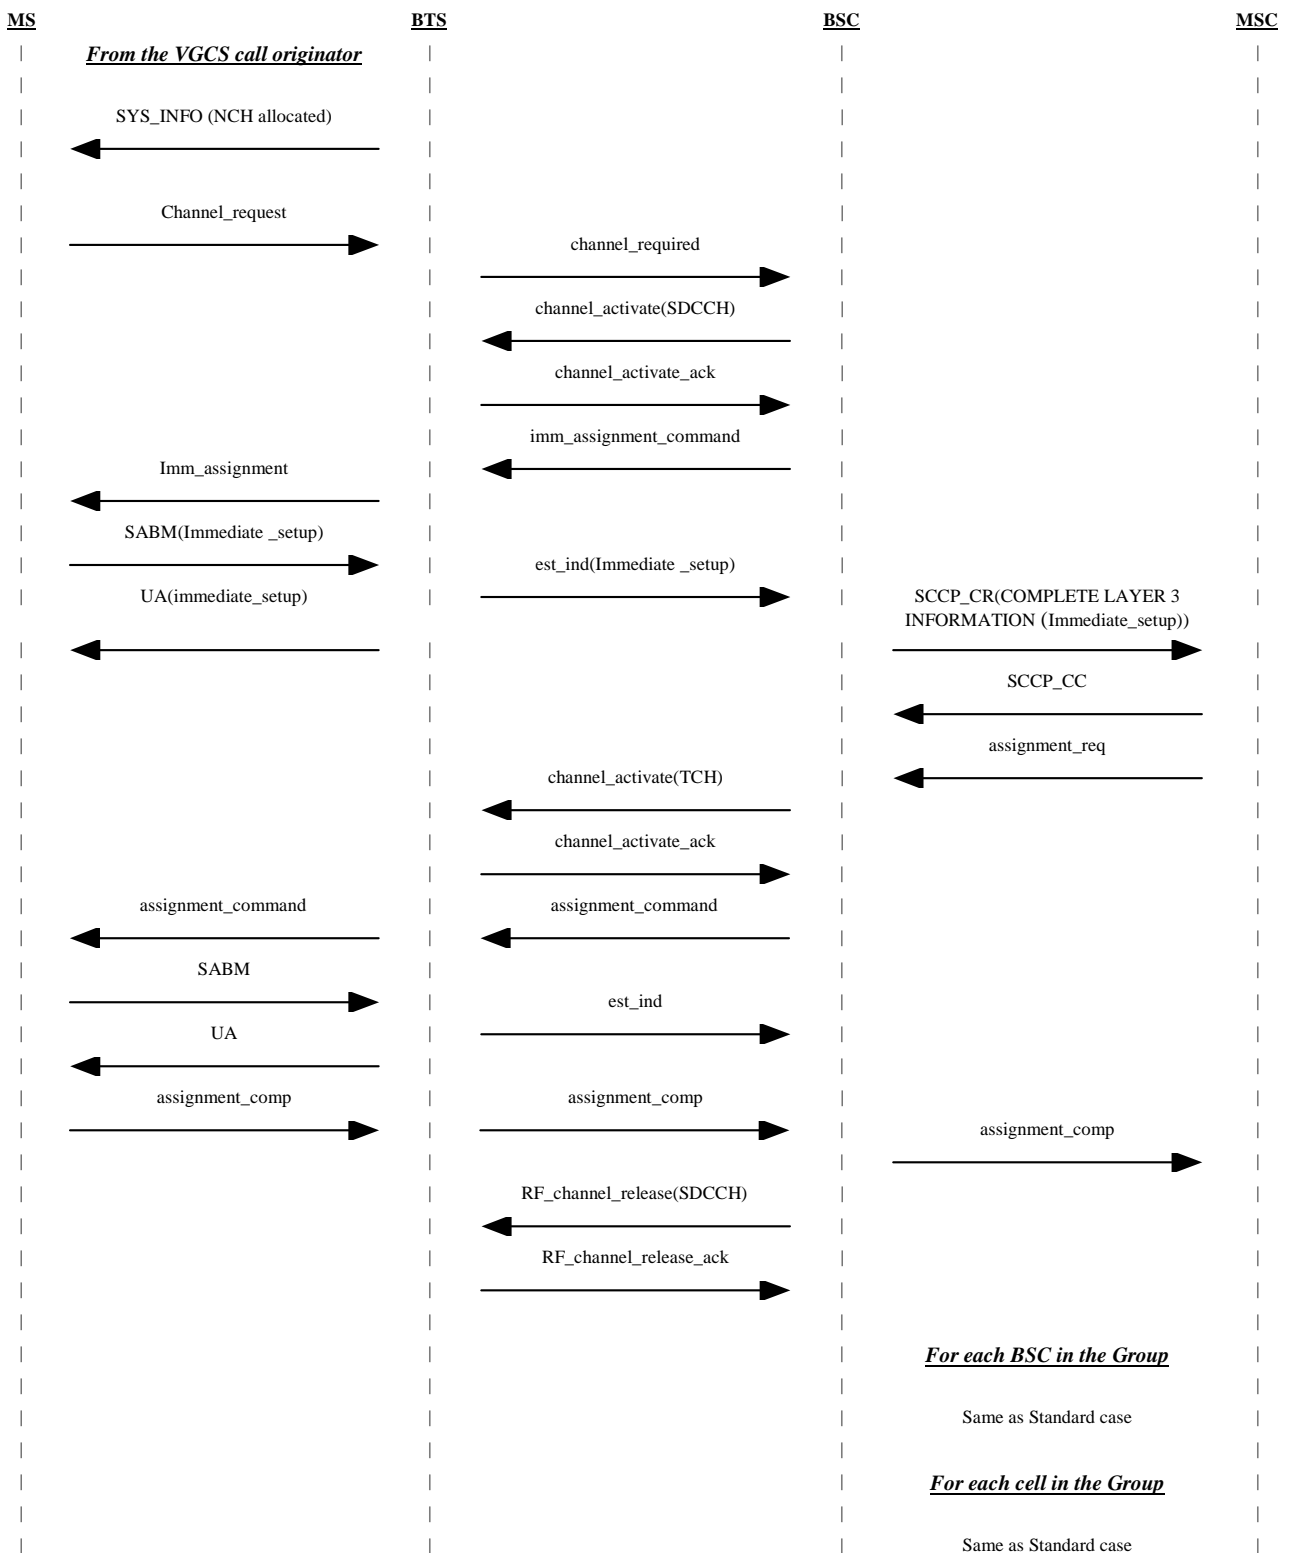 MS BTS BSC MSC
From the VGCS call originator
SYS_INFO (NCH allocated)
Channel_request
channel_required
channel_activate(SDCCH)
channel_activate_ack
imm_assignment_command
Imm_assignment
SABM(Immediate _setup)
est_ind(Immediate _setup)
UA(immediate_setup)
SCCP_CR(COMPLETE LAYER 3
INFORMATION (Immediate_setup))
SCCP_CC
assignment_req
channel_activate(TCH)
channel_activate_ack
assignment_command assignment_command
SABM
est_ind
UA
assignment_comp assignment_comp
assignment_comp
RF_channel_release(SDCCH)
RF_channel_release_ack
For each BSC in the Group
Same as Standard case
For each cell in the Group
Same as Standard case